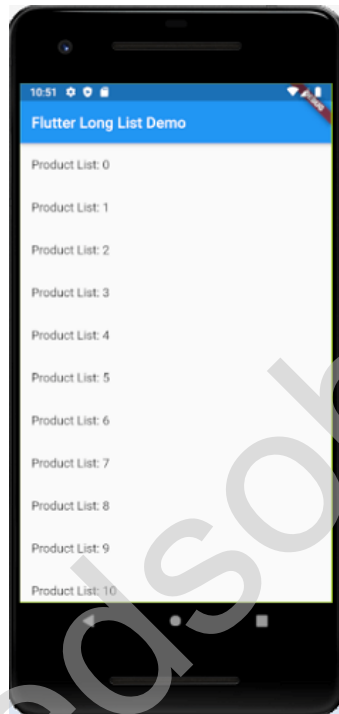 10:51
DEBUG
Flutter Long List Demo
Product List: 0
Product List: 1
Product List: 2
Product List: 3
Product List: 4
Product List: 5
Product List: 6
Product List: 7
Product List: 8
Product List: 9
Product List: 10